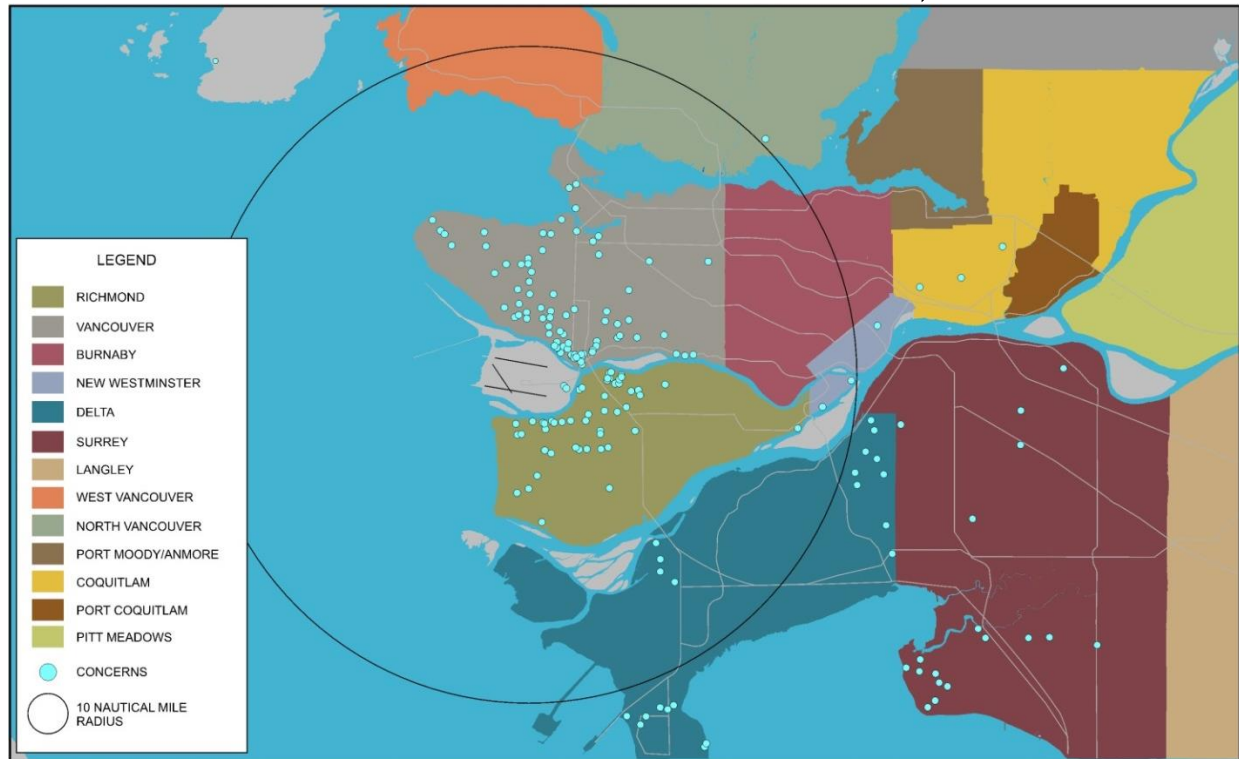 LEGEND
RICHMOND
VANCOUVER
BURNABY
NEW WESTMINSTER
DELTA
SURREY
LANGLEY
WEST VANCOUVER
NORTH VANCOUVER
PORT MOODY/ANMORE
COQUITLAM
PORT COQUITLAM
PITT MEADOWS
CONCERNS
10 NAUTICAL MILE
RADIUS